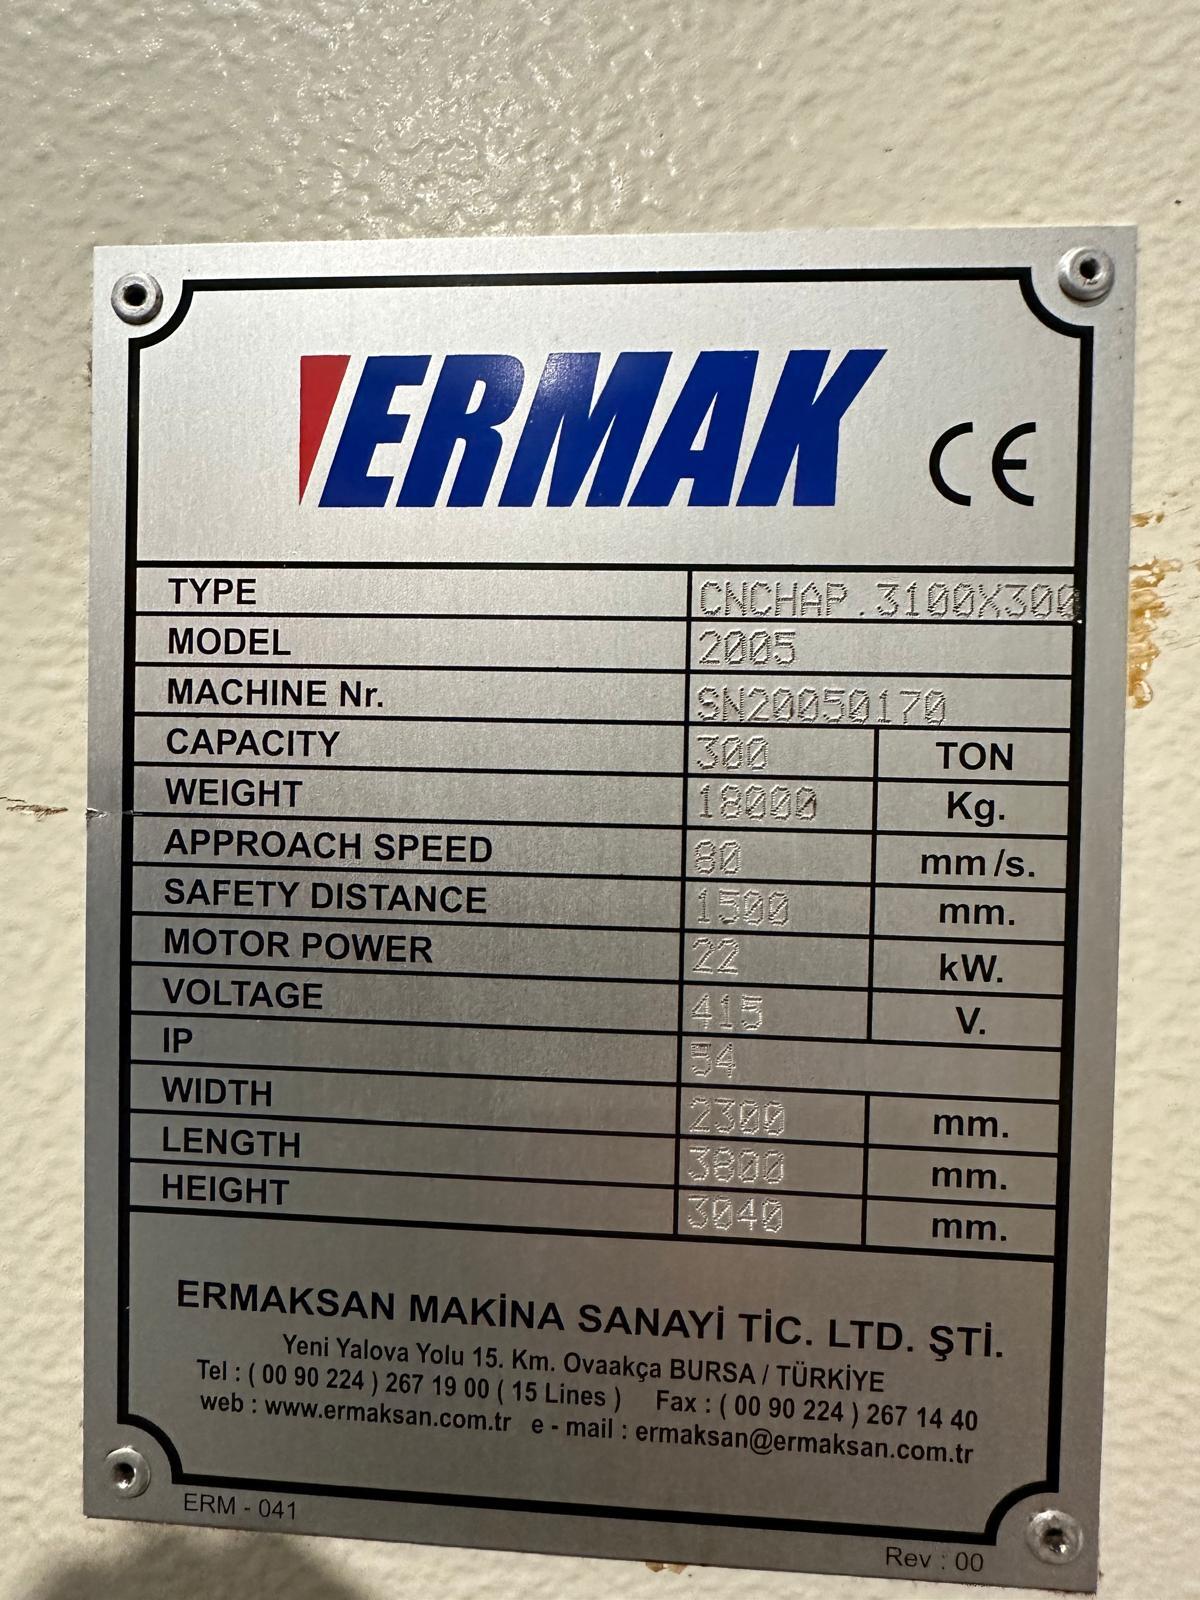 ERMAK CE
TYPE CNCHAP.3100X300
MODEL 2005
MACHINE Nr. SN20050170
CAPACITY 300 TON
WEIGHT 18000 Kg.
APPROACH SPEED 80 mm/s.
SAFETY DISTANCE 1500 mm.
MOTOR POWER 22 kW.
VOLTAGE 415 V.
IP 54
WIDTH 2300 mm.
LENGTH 3800 mm.
HEIGHT 3040 mm.
ERMAKSAN MAKİNA SANAYİ TİC. LTD. ŞTİ.
Yeni Yalova Yolu 15. Km. Ovaakça BURSA / TÜRKİYE
Tel : ( 00 90 224 ) 267 19 00 ( 15 Lines ) Fax : ( 00 90 224 ) 267 14 40
web : www.ermaksan.com.tr e - mail : ermaksan@ermaksan.com.tr
ERM - 041
Rev : 00